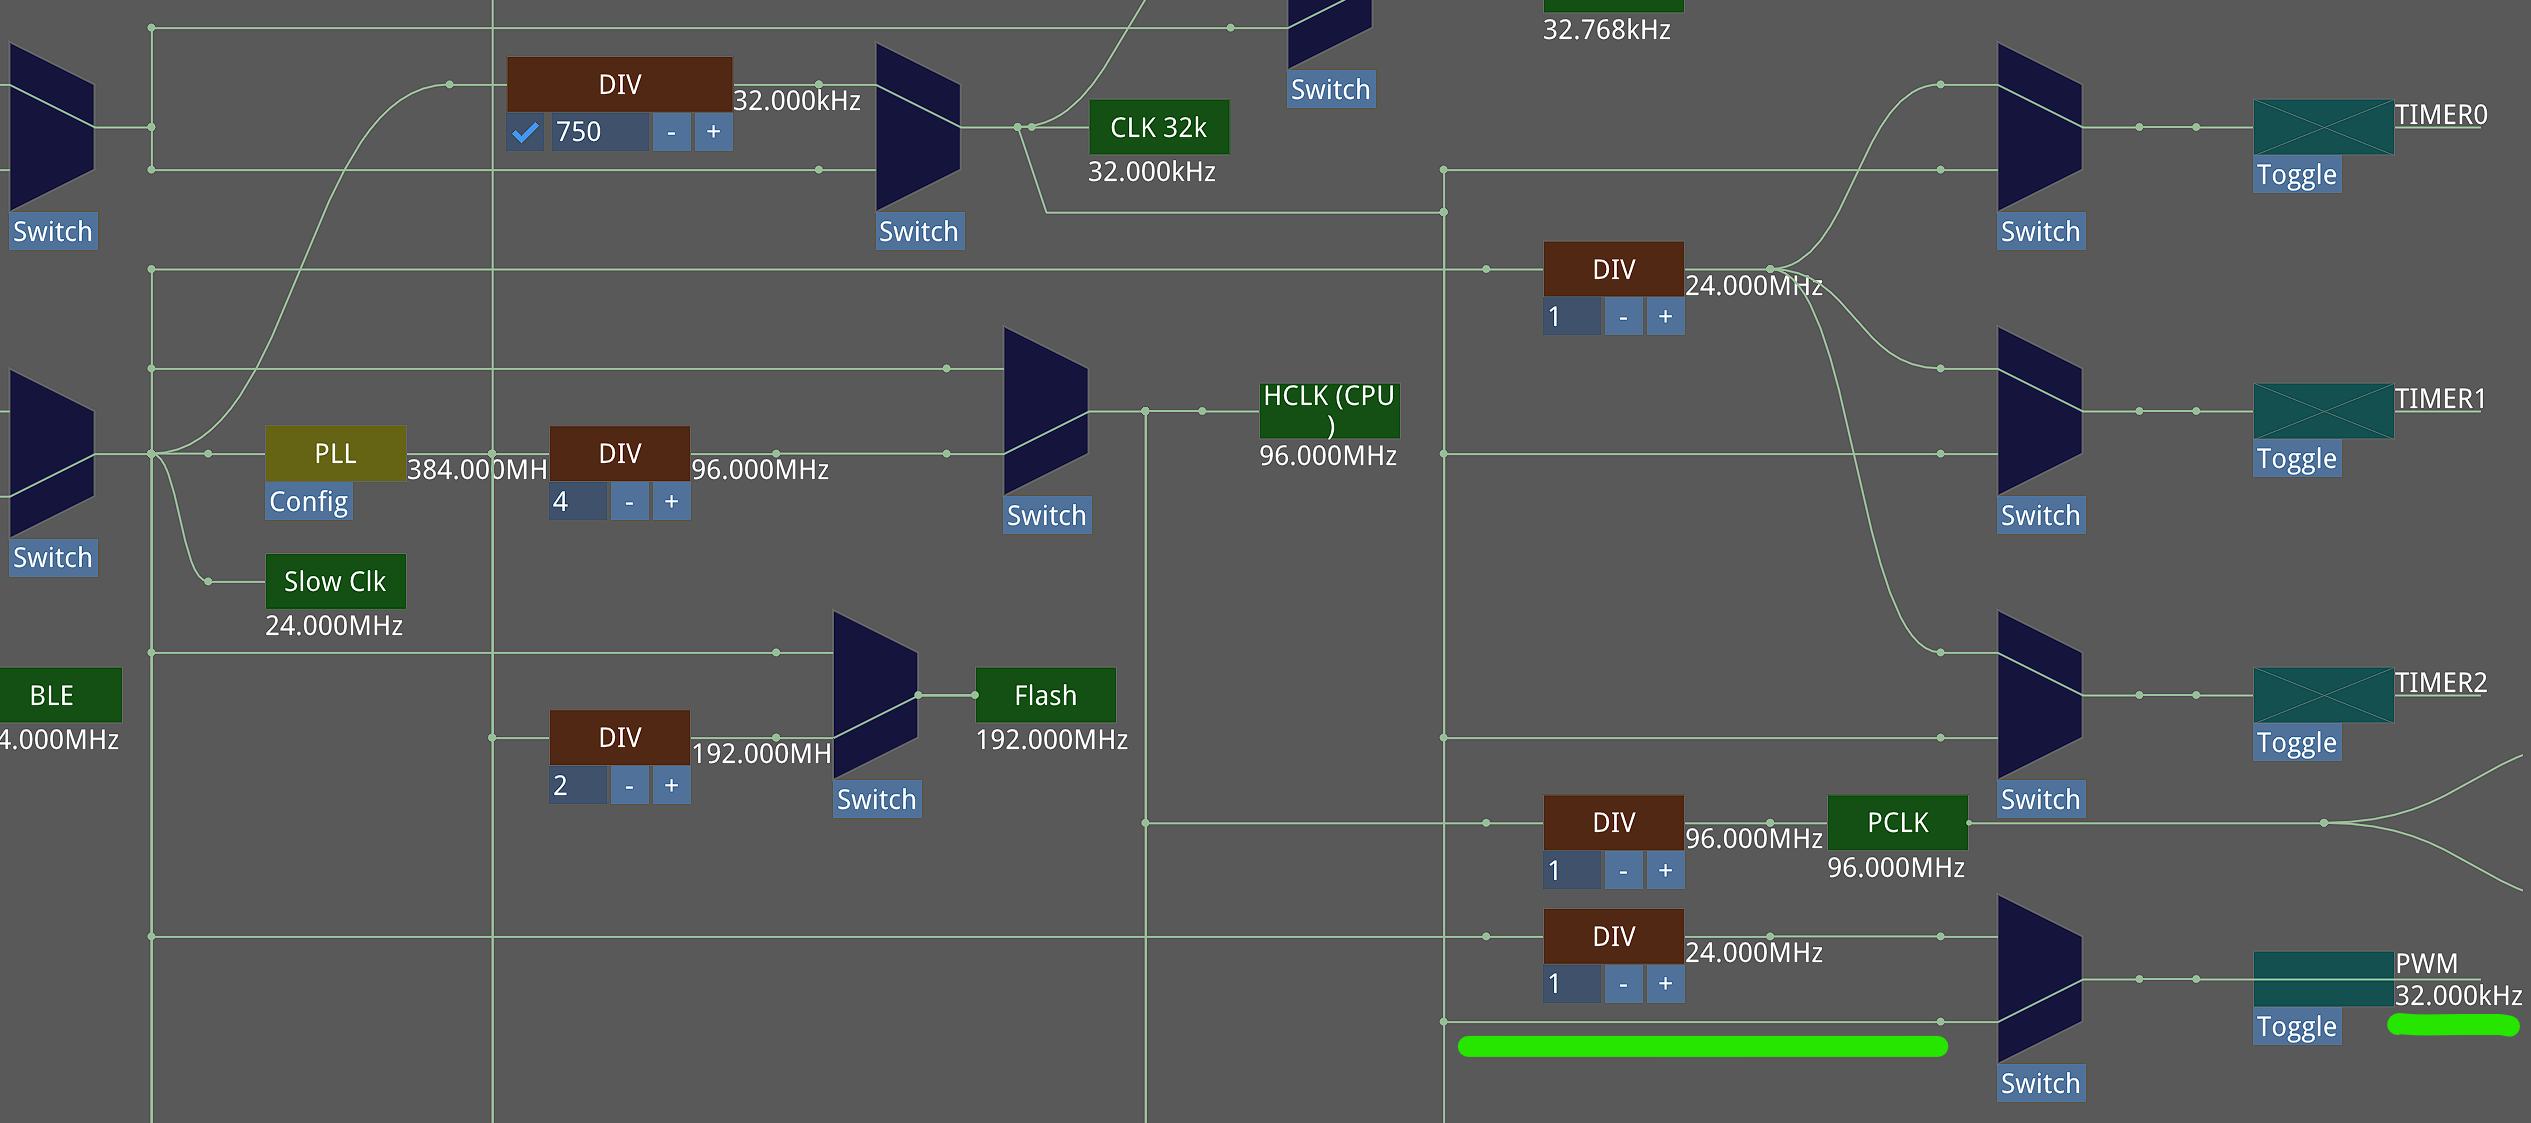 32.768kHz
Switch
DIV
32.000kHz
750 - +
CLK 32k
32.000kHz
TIMER0
Toggle
Switch
Switch
Switch
DIV
24.000MHz
1 - +
HCLK (CPU
)
96.000MHz
TIMER1
Toggle
PLL
384.000MH
Config
DIV
96.000MHz
4 - +
Switch
Switch
Switch
Slow Clk
24.000MHz
BLE
4.000MHz
Flash
192.000MHz
DIV
192.000MH
2 - +
Switch
TIMER2
Toggle
Switch
DIV
96.000MHz
1 - +
PCLK
96.000MHz
DIV
24.000MHz
1 - +
PWM
32.000kHz
Toggle
Switch